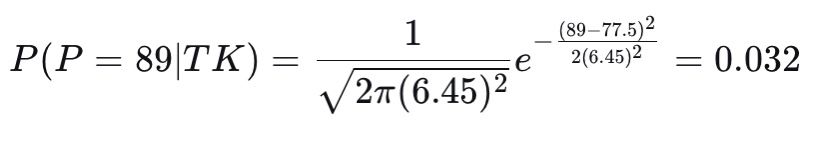 P(P = 89|TK) = \frac{1}{\sqrt{2\pi(6.45)^2}} e^{-\frac{(89-77.5)^2}{2(6.45)^2}} = 0.032